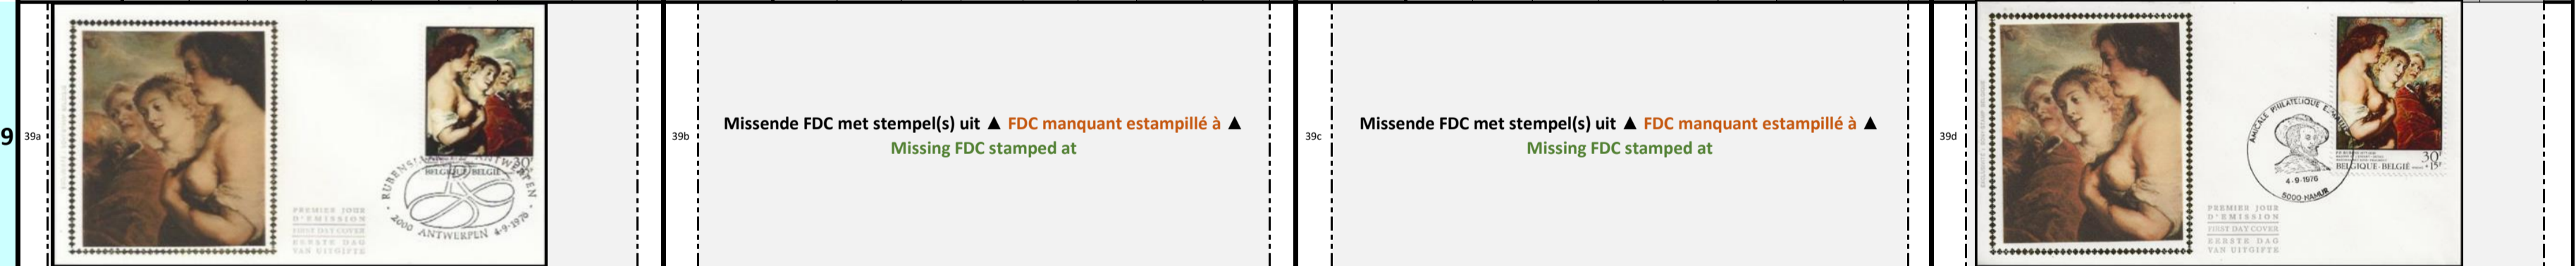 9
39a
RUBENS
ANTWERPEN
30F
BELGIQUE-BELGIË
2000 ANTWERPEN 4-9-1976
PREMIER JOUR
D'EMISSION
FIRST DAY COVER
EERSTE DAG
VAN UITGIFTE
39b
Missende FDC met stempel(s) uit ▲ FDC manquant estampillé à ▲
Missing FDC stamped at
39c
Missende FDC met stempel(s) uit ▲ FDC manquant estampillé à ▲
Missing FDC stamped at
39d
AMICALE PHILATELIQUE
4-9-1976
5000 NAMUR
30F
+15F
BELGIQUE-BELGIË
PREMIER JOUR
D'EMISSION
FIRST DAY COVER
EERSTE DAG
VAN UITGIFTE